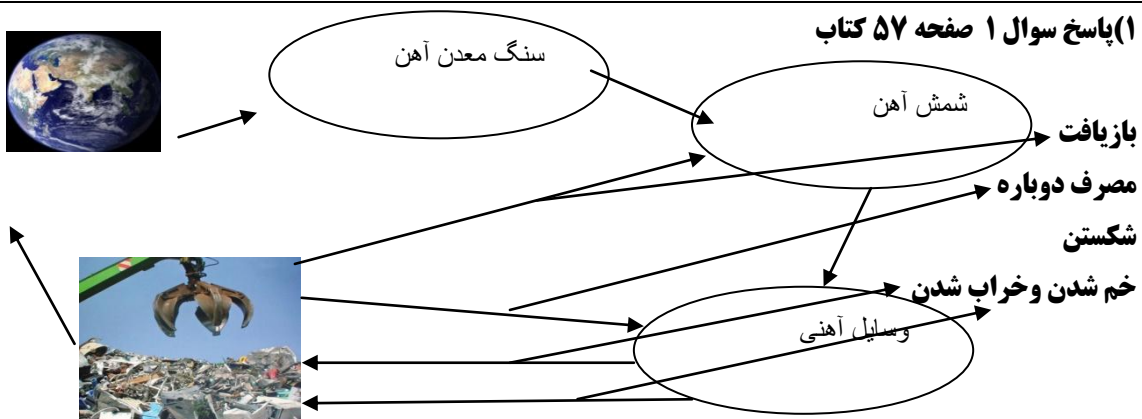 ۱)پاسخ سوال ۱ صفحه ۵۷ کتاب
سنگ معدن آهن
شمش آهن
بازیافت
مصرف دوباره
شکستن
خم شدن وخراب شدن
وسایل آهنی